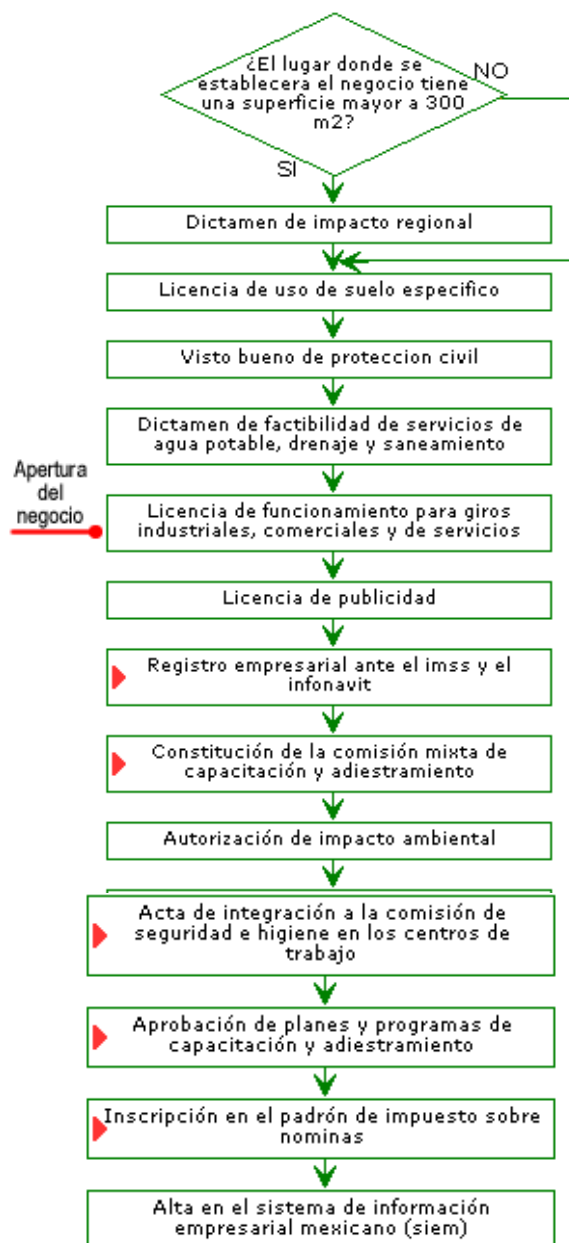 ¿El lugar donde se
establecera el negocio tiene
una superficie mayor a 300
m2?
NO
SI
Dictamen de impacto regional
Licencia de uso de suelo especifico
Visto bueno de proteccion civil
Dictamen de factibilidad de servicios de
agua potable, drenaje y saneamiento
Apertura
del
negocio
Licencia de funcionamiento para giros
industriales, comerciales y de servicios
Licencia de publicidad
Registro empresarial ante el imss y el
infonavit
Constitución de la comisión mixta de
capacitación y adiestramiento
Autorización de impacto ambiental
Acta de integración a la comisión de
seguridad e higiene en los centros de
trabajo
Aprobación de planes y programas de
capacitación y adiestramiento
Inscripción en el padrón de impuesto sobre
nominas
Alta en el sistema de información
empresarial mexicano (siem)